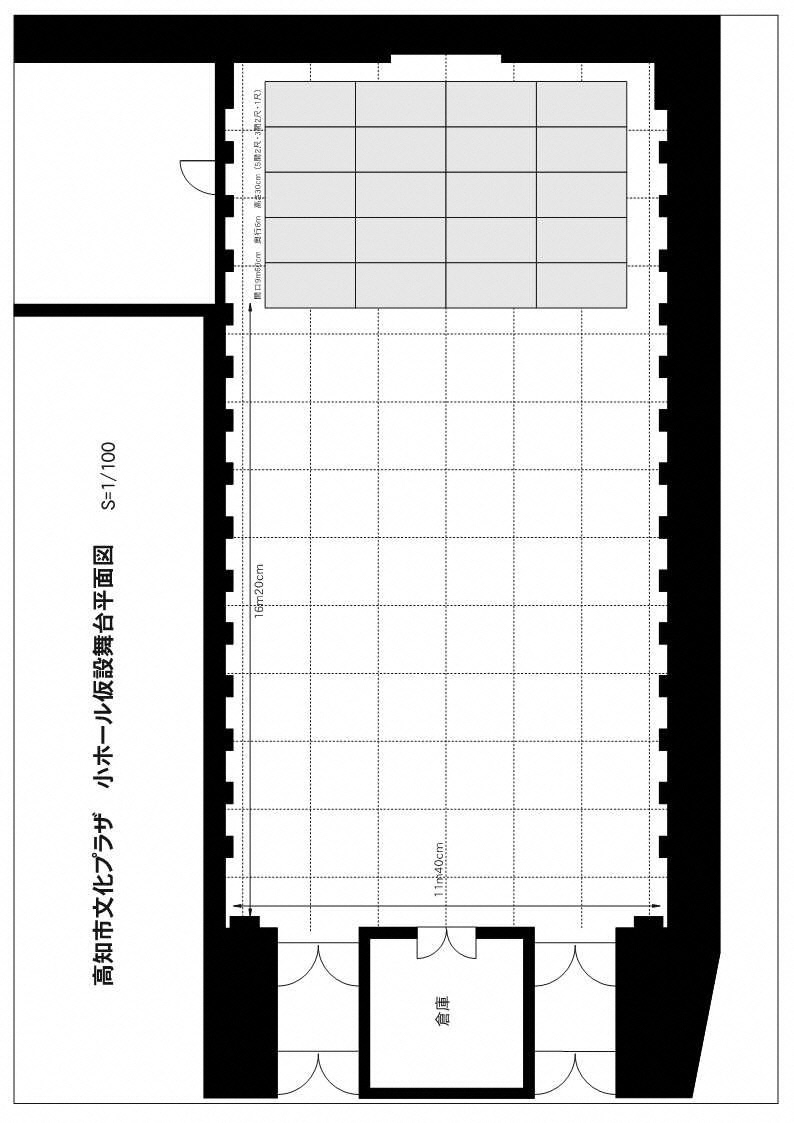 高知市文化プラザ　小ホール仮設舞台平面図　S=1/100
間口9m60cm　奥行6m　高さ30cm（5間2尺・3間2尺・1尺）
16m20cm
11m40cm
倉庫